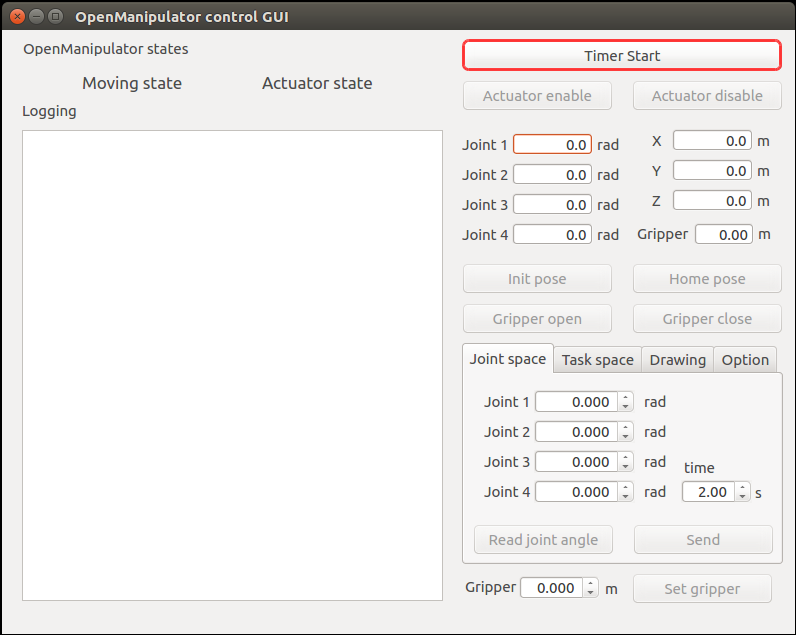 OpenManipulator control GUI
OpenManipulator states
Moving state Actuator state
Logging
Timer Start
Actuator enable Actuator disable
Joint 1 0.0 rad X 0.0 m
Joint 2 0.0 rad Y 0.0 m
Joint 3 0.0 rad Z 0.0 m
Joint 4 0.0 rad Gripper 0.00 m
Init pose Home pose
Gripper open Gripper close
Joint space Task space Drawing Option
Joint 1 0.000 rad
Joint 2 0.000 rad
Joint 3 0.000 rad time
Joint 4 0.000 rad 2.00 s
Read joint angle Send
Gripper 0.000 m Set gripper